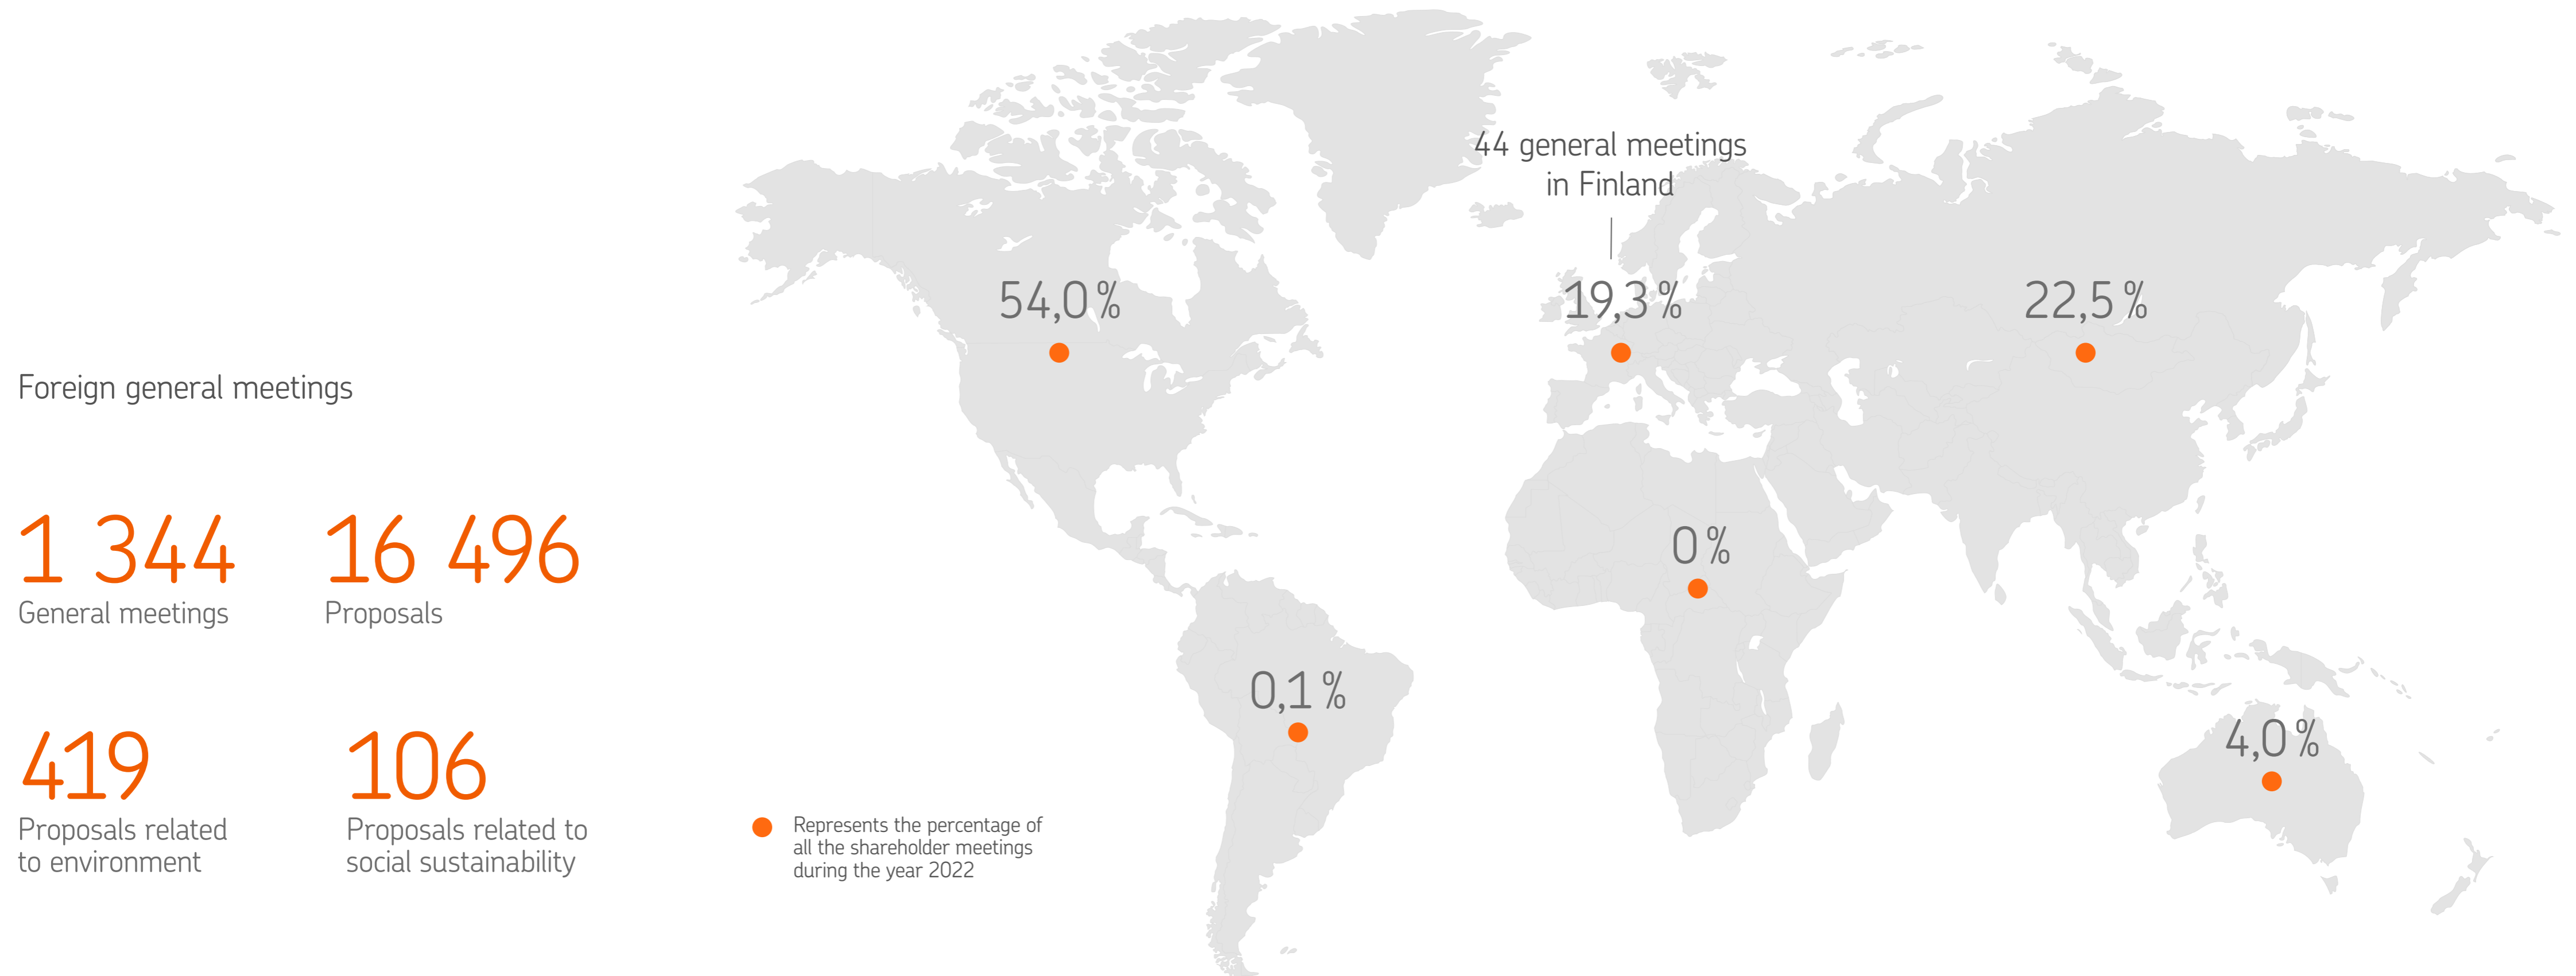 Foreign general meetings
1 344
General meetings
16 496
Proposals
419
Proposals related
to environment
106
Proposals related to
social sustainability
44 general meetings
in Finland
54,0 %
19,3 %
22,5 %
0 %
0,1 %
4,0 %
Represents the percentage of
all the shareholder meetings
during the year 2022